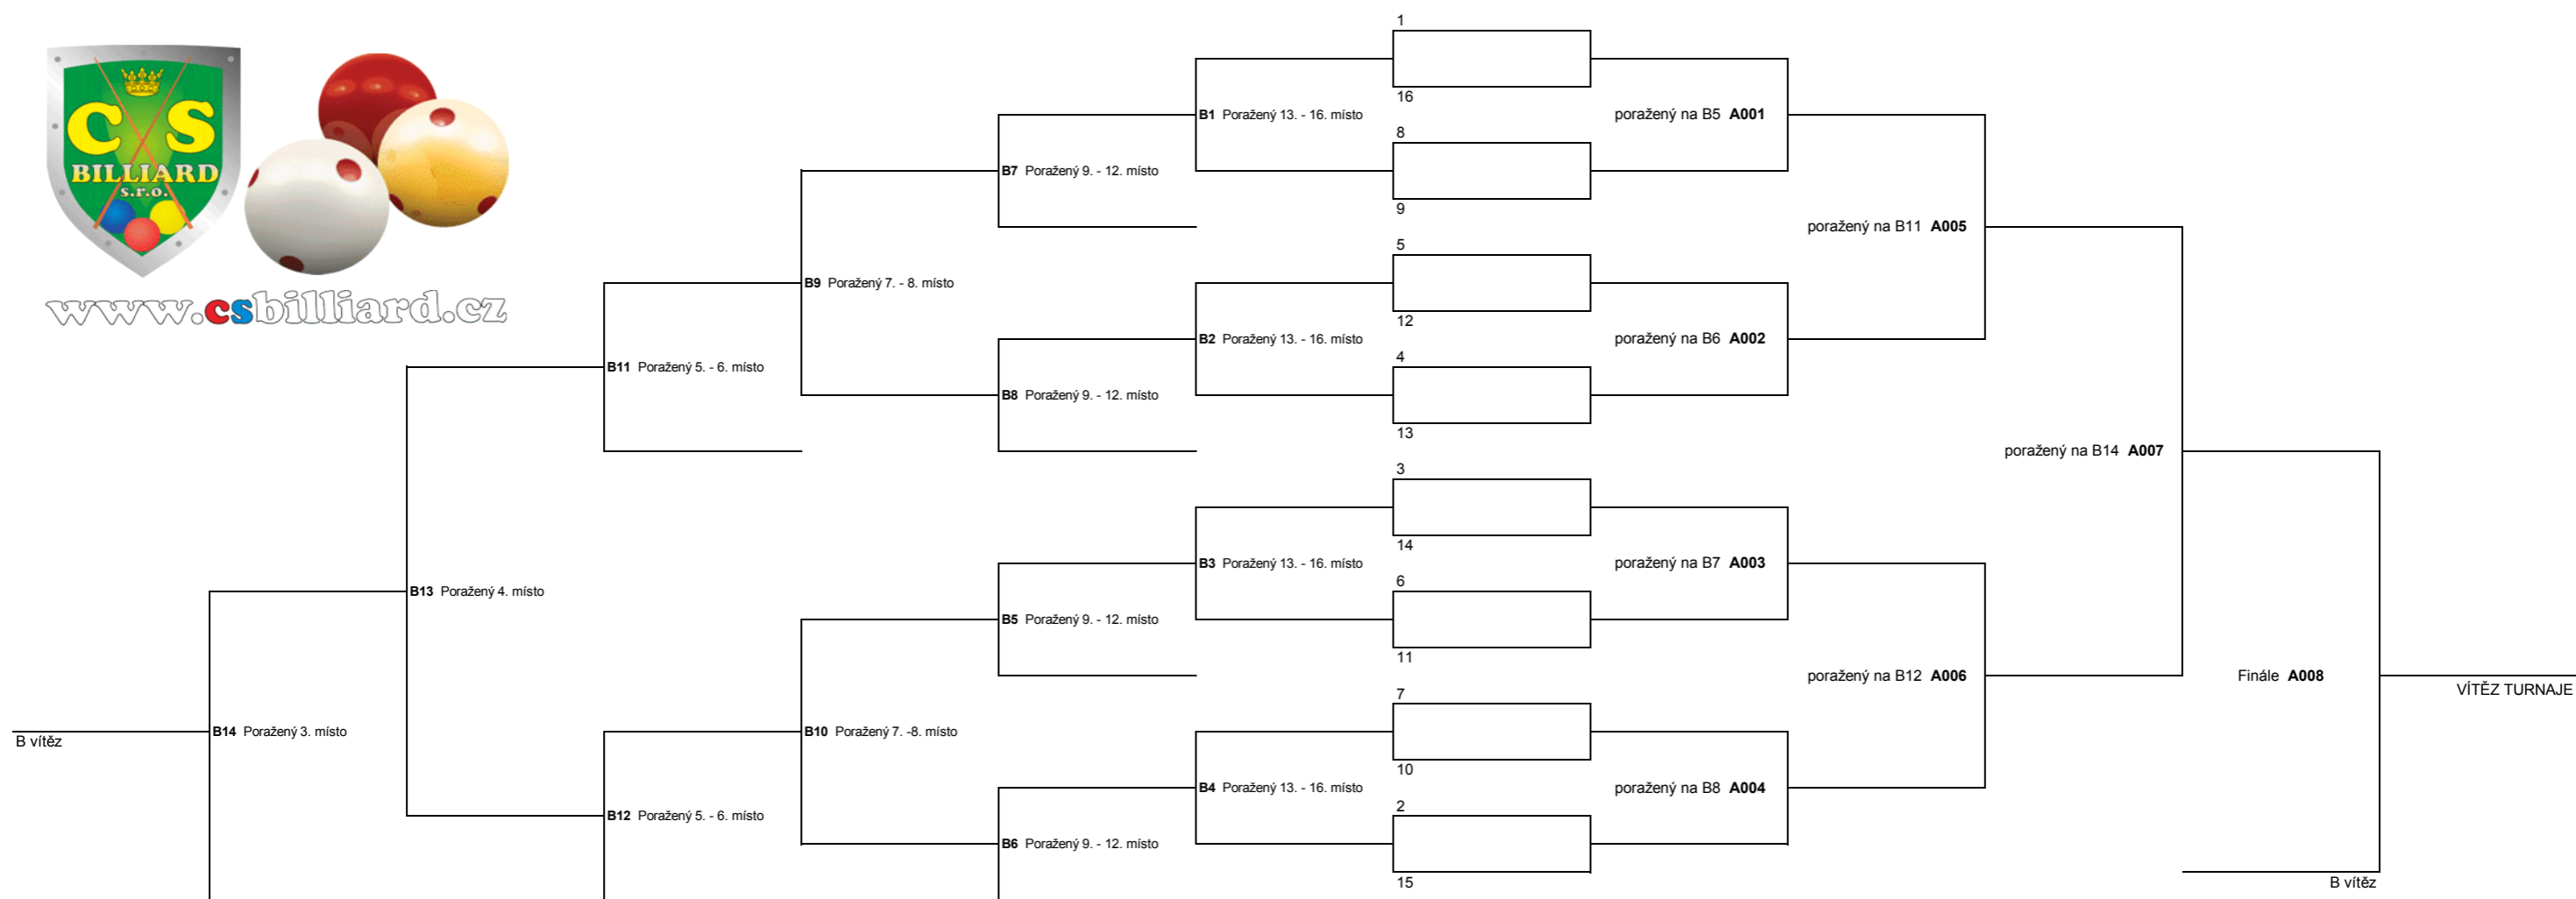 1
C S
BILLIARD
s.r.o.
www.csbilliard.cz
16
B1 Poražený 13. - 16. místo
poražený na B5 A001
8
B7 Poražený 9. - 12. místo
9
poražený na B11 A005
5
B9 Poražený 7. - 8. místo
12
B2 Poražený 13. - 16. místo
poražený na B6 A002
4
B11 Poražený 5. - 6. místo
B8 Poražený 9. - 12. místo
13
poražený na B14 A007
3
14
B3 Poražený 13. - 16. místo
poražený na B7 A003
6
B13 Poražený 4. místo
B5 Poražený 9. - 12. místo
11
poražený na B12 A006
Finále A008
VÍTĚZ TURNAJE
7
B vítěz
B14 Poražený 3. místo
B10 Poražený 7. -8. místo
10
B4 Poražený 13. - 16. místo
poražený na B8 A004
2
B12 Poražený 5. - 6. místo
B6 Poražený 9. - 12. místo
15
B vítěz